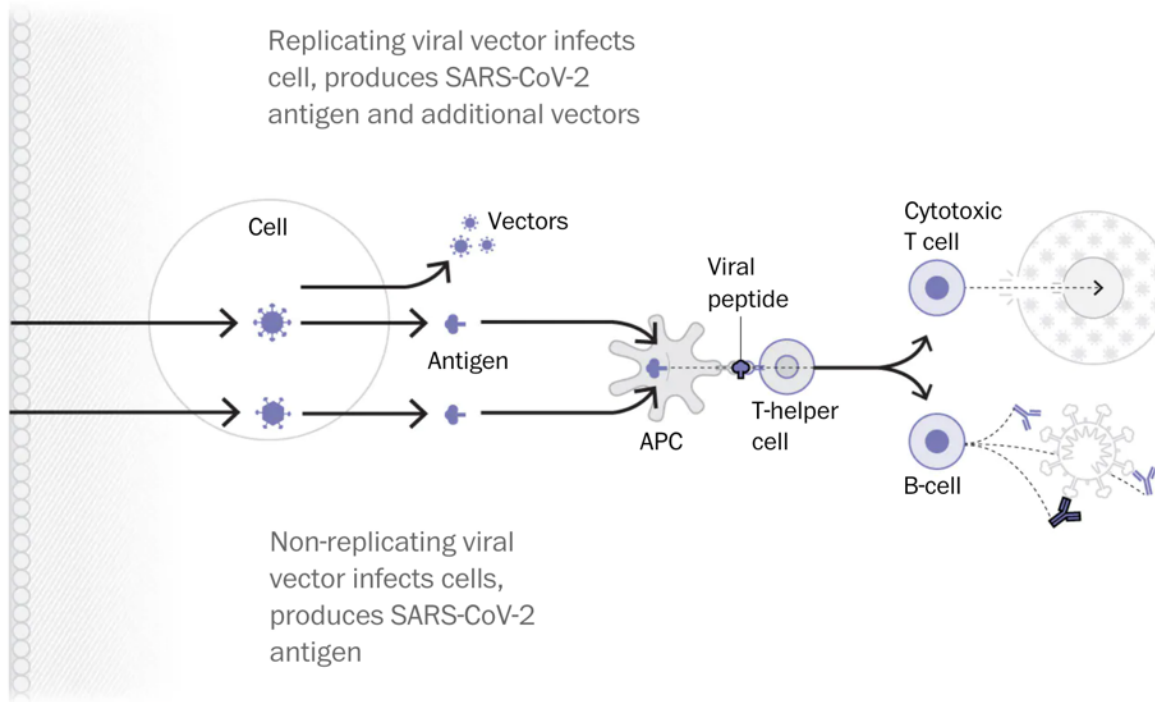 Replicating viral vector infects
cell, produces SARS-CoV-2
antigen and additional vectors
Cell
Vectors
Antigen
APC
Viral
peptide
T-helper
cell
Cytotoxic
T cell
B-cell
Non-replicating viral
vector infects cells,
produces SARS-CoV-2
antigen